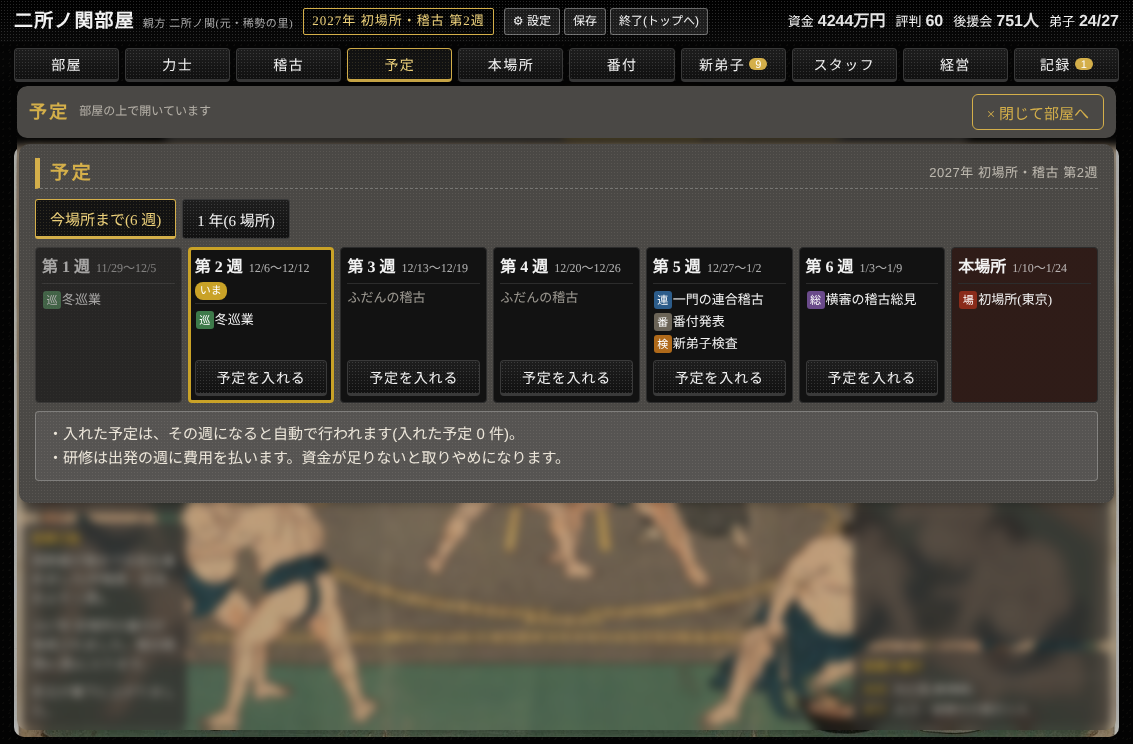 二所ノ関部屋 親方 二所ノ関(元・稀勢の里) 2027年 初場所・稽古 第2週 ⚙ 設定 保存 終了(トップへ) 資金 4244万円 評判 60 後援会 751人 弟子 24/27
部屋 力士 稽古 予定 本場所 番付 新弟子 9 スタッフ 経営 記録 1
予定 部屋の上で開いています × 閉じて部屋へ
予定 2027年 初場所・稽古 第2週
今場所まで(6 週) 1 年(6 場所)
第 1 週 11/29〜12/5
巡 冬巡業
第 2 週 12/6〜12/12
いま
巡 冬巡業
予定を入れる
第 3 週 12/13〜12/19
ふだんの稽古
予定を入れる
第 4 週 12/20〜12/26
ふだんの稽古
予定を入れる
第 5 週 12/27〜1/2
連 一門の連合稽古
番 番付発表
検 新弟子検査
予定を入れる
第 6 週 1/3〜1/9
総 横審の稽古総見
予定を入れる
本場所 1/10〜1/24
場 初場所(東京)
・入れた予定は、その週になると自動で行われます(入れた予定 0 件)。
・研修は出発の週に費用を払います。資金が足りないと取りやめになります。